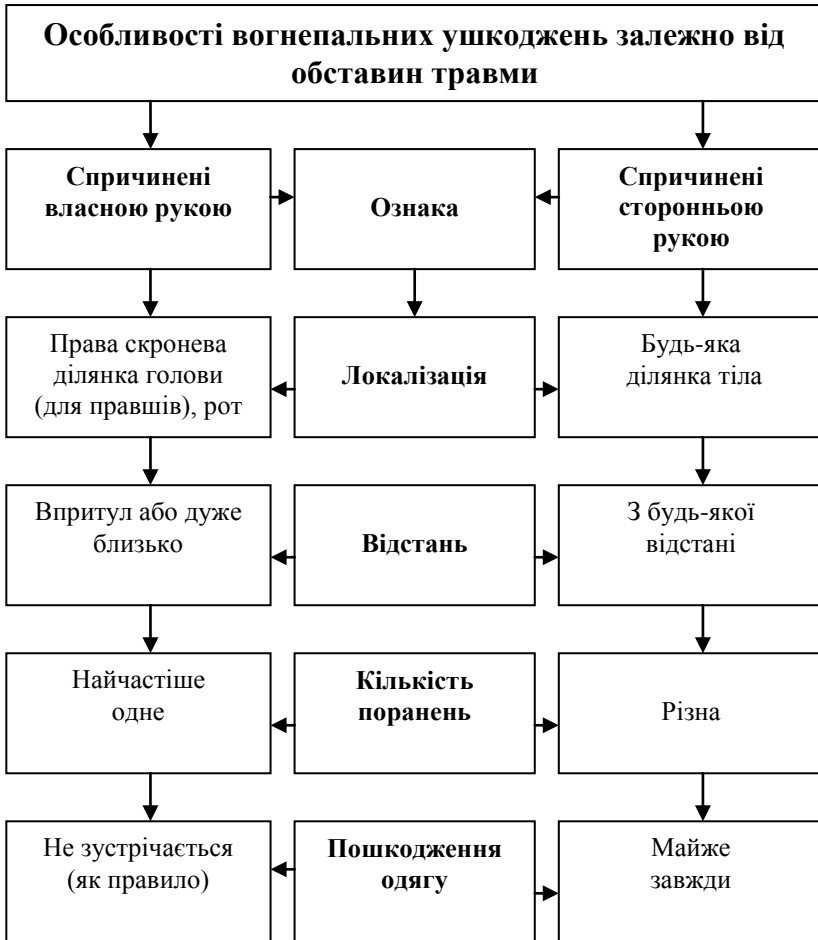 Особливості вогнепальних ушкоджень залежно від
обставин травми
Спричинені
власною рукою
Ознака
Спричинені
сторонньою
рукою
Права скронева
ділянка голови
(для правшів), рот
Локалізація
Будь-яка
ділянка тіла
Впритул або дуже
близько
Відстань
З будь-якої
відстані
Найчастіше
одне
Кількість
поранень
Різна
Не зустрічається
(як правило)
Пошкодження
одягу
Майже
завжди